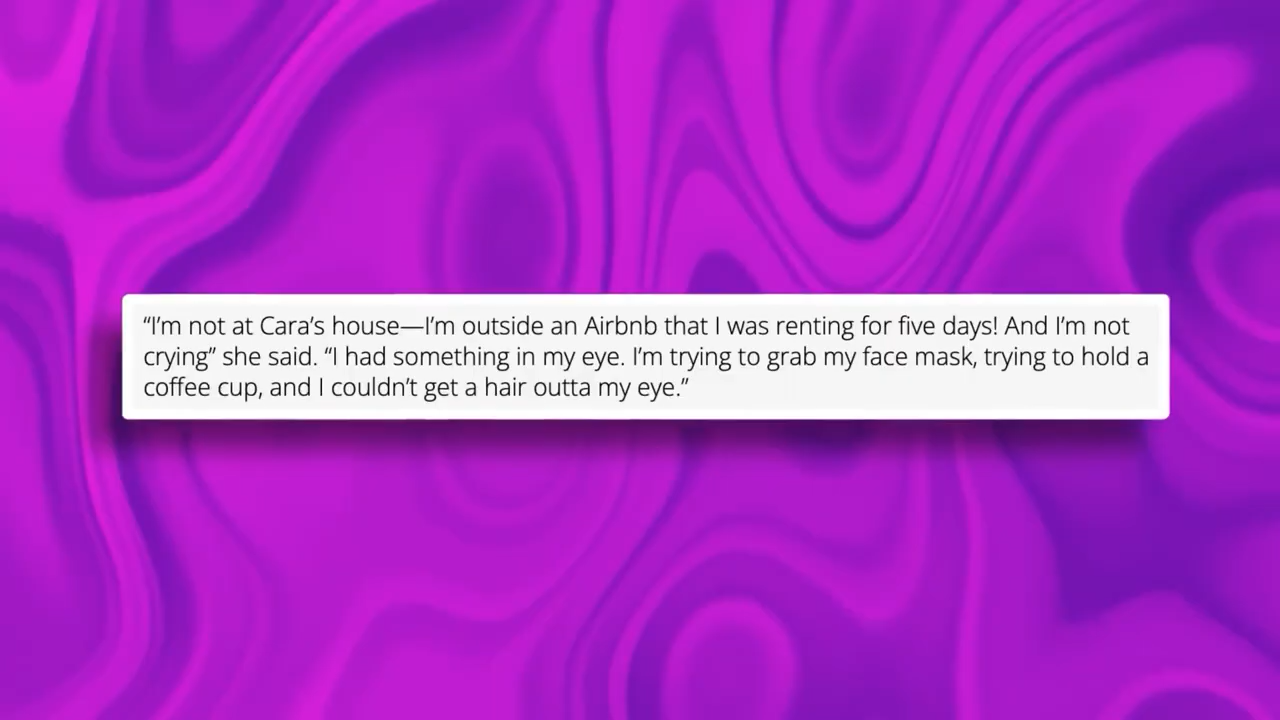 “I’m not at Cara’s house—I’m outside an Airbnb that I was renting for five days! And I’m not
crying” she said. “I had something in my eye. I’m trying to grab my face mask, trying to hold a
coffee cup, and I couldn’t get a hair outta my eye.”